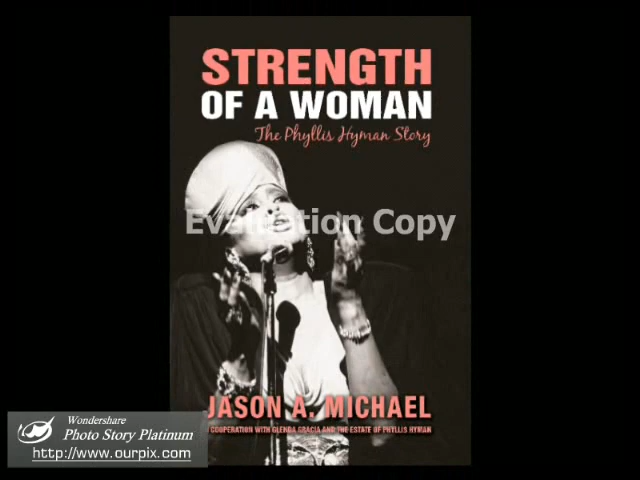 STRENGTH
OF A WOMAN
The Phyllis Hyman Story
Evaluation Copy
JASON A. MICHAEL
COOPERATION WITH GLENDA GRACIA AND THE ESTATE OF PHYLLIS HYMAN
Wondershare
Photo Story Platinum
http://www.ourpix.com